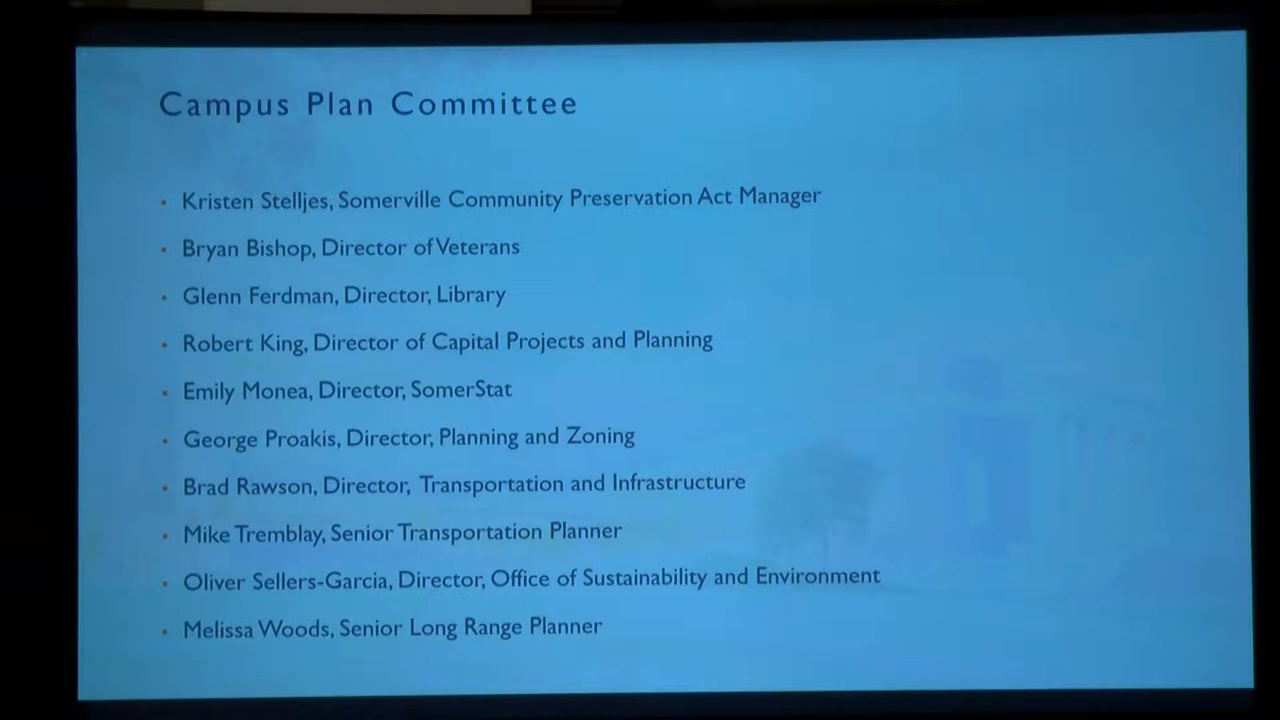 Campus Plan Committee
• Kristen Stelljes, Somerville Community Preservation Act Manager
• Bryan Bishop, Director of Veterans
• Glenn Ferdman, Director, Library
• Robert King, Director of Capital Projects and Planning
• Emily Monea, Director, SomerStat
• George Proakis, Director, Planning and Zoning
• Brad Rawson, Director, Transportation and Infrastructure
• Mike Tremblay, Senior Transportation Planner
• Oliver Sellers-Garcia, Director, Office of Sustainability and Environment
• Melissa Woods, Senior Long Range Planner